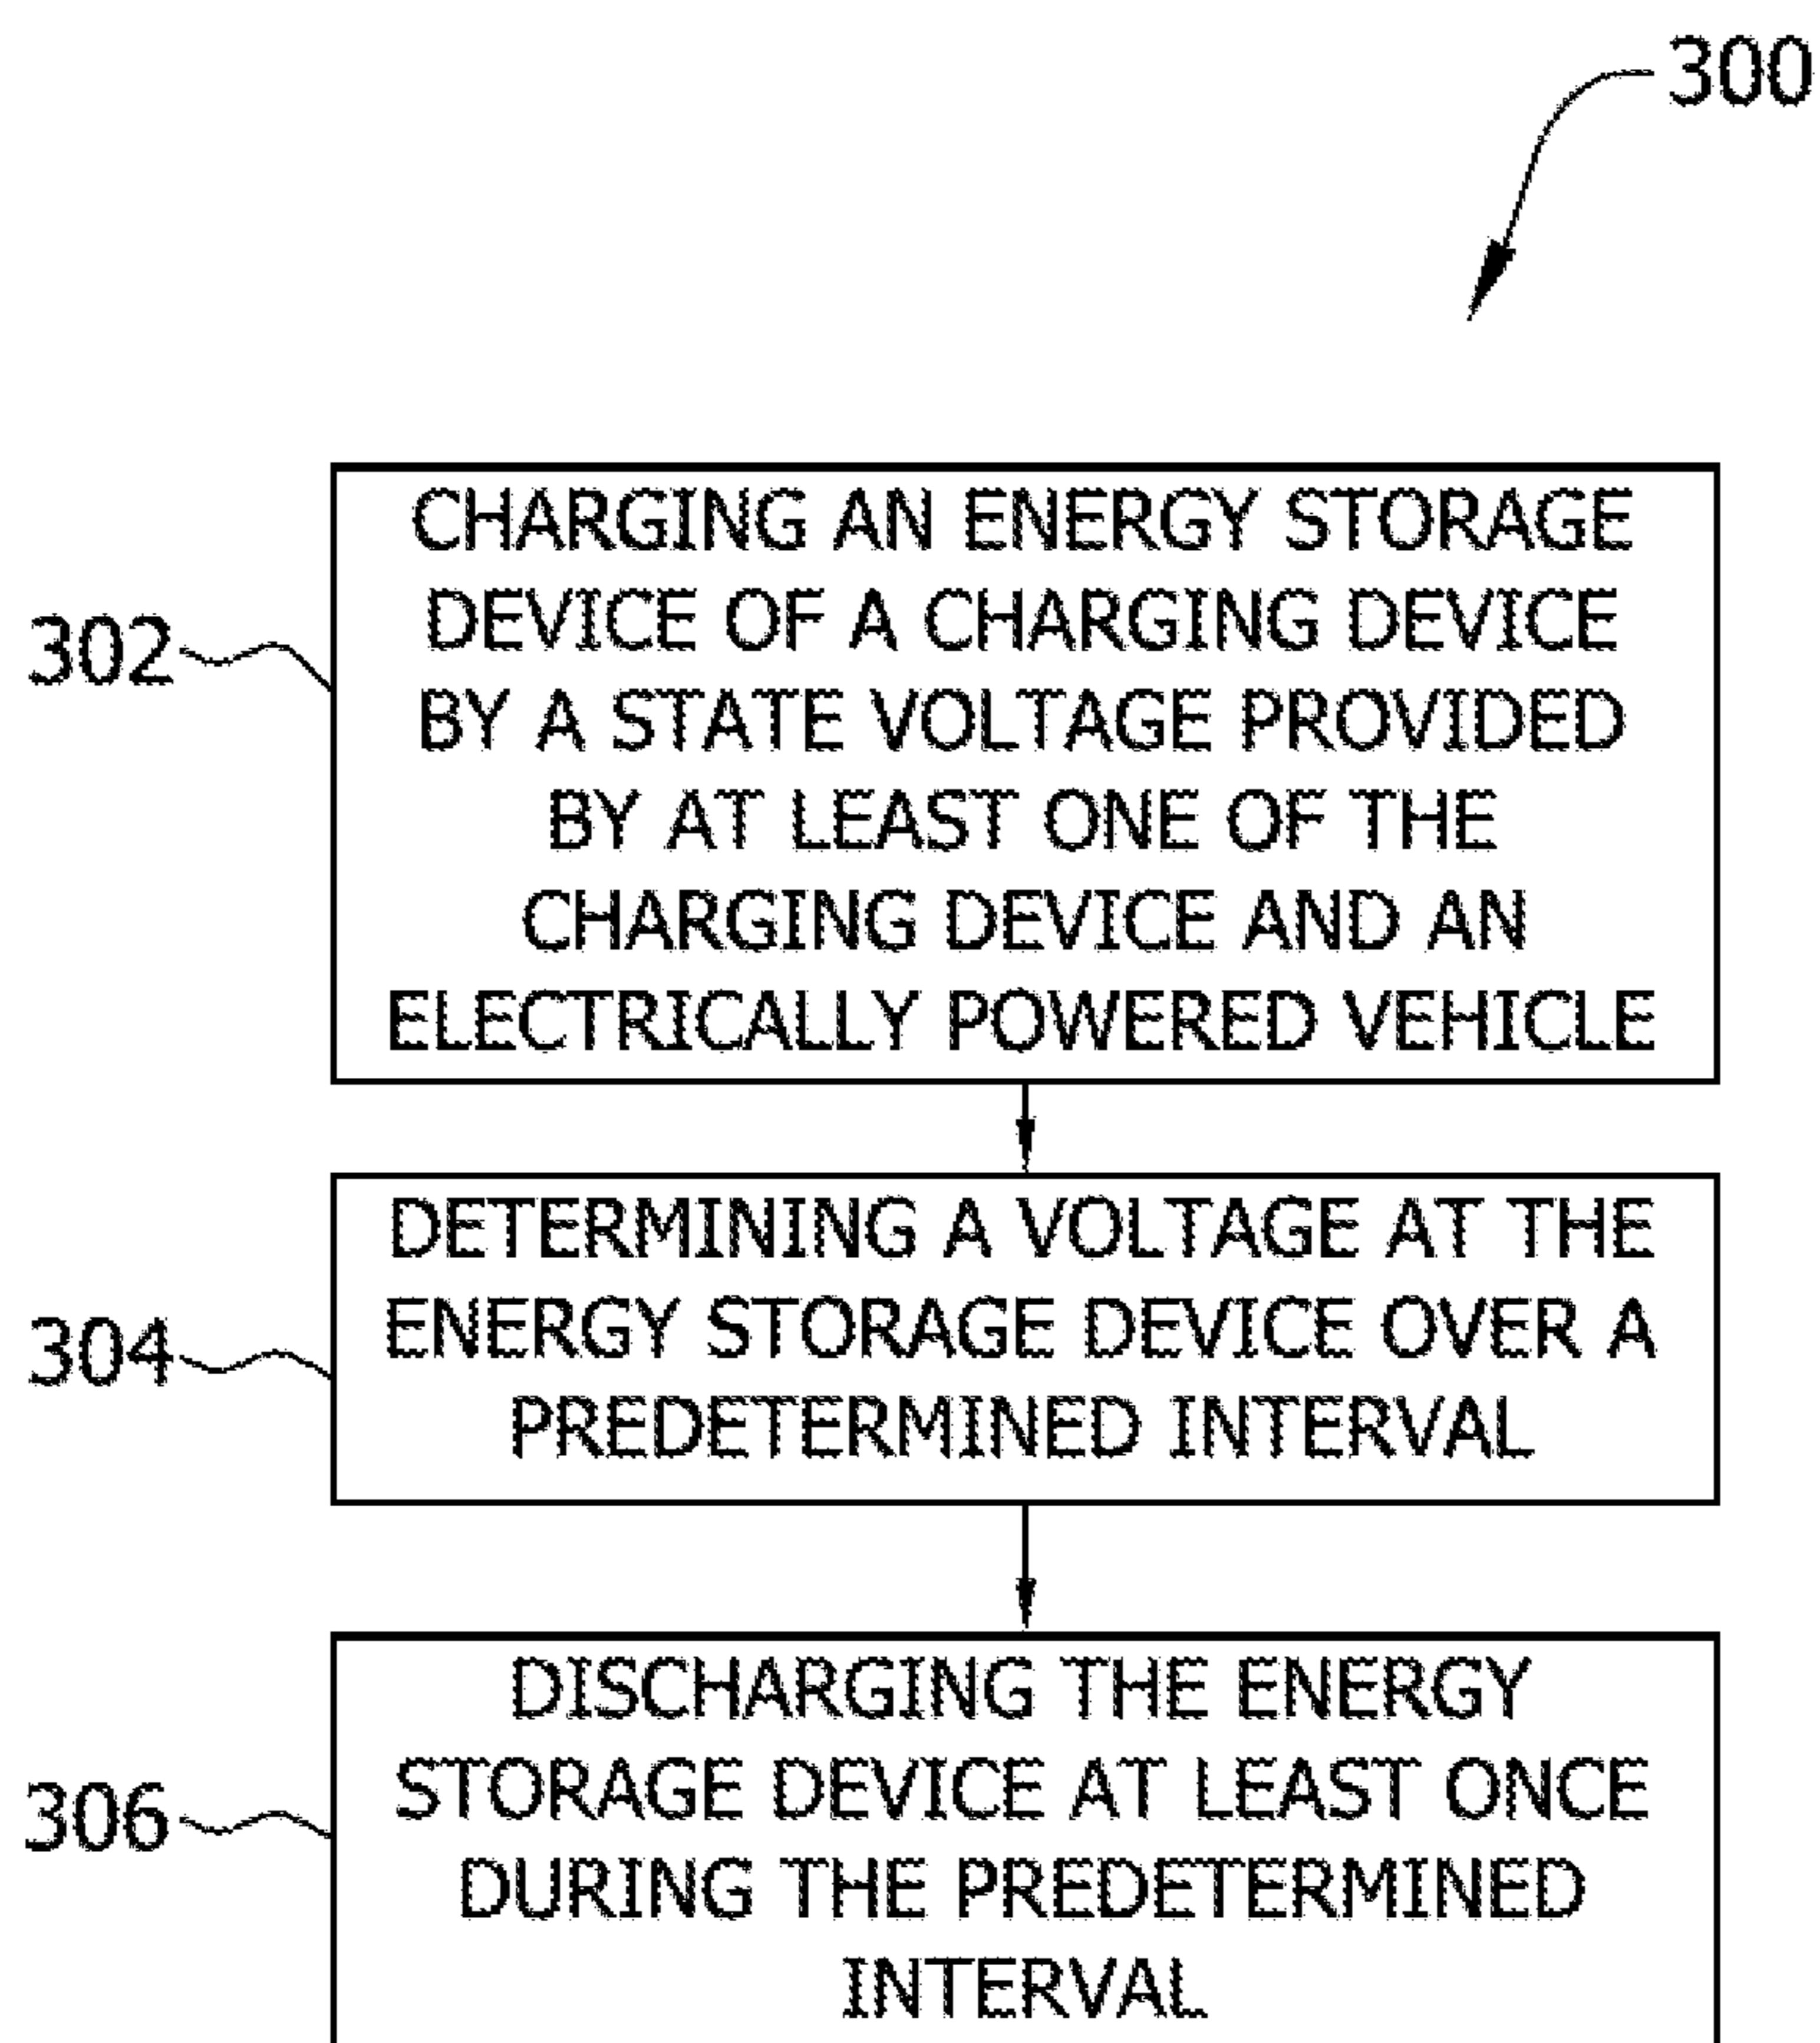 300
302
CHARGING AN ENERGY STORAGE
DEVICE OF A CHARGING DEVICE
BY A STATE VOLTAGE PROVIDED
BY AT LEAST ONE OF THE
CHARGING DEVICE AND AN
ELECTRICALLY POWERED VEHICLE
304
DETERMINING A VOLTAGE AT THE
ENERGY STORAGE DEVICE OVER A
PREDETERMINED INTERVAL
306
DISCHARGING THE ENERGY
STORAGE DEVICE AT LEAST ONCE
DURING THE PREDETERMINED
INTERVAL